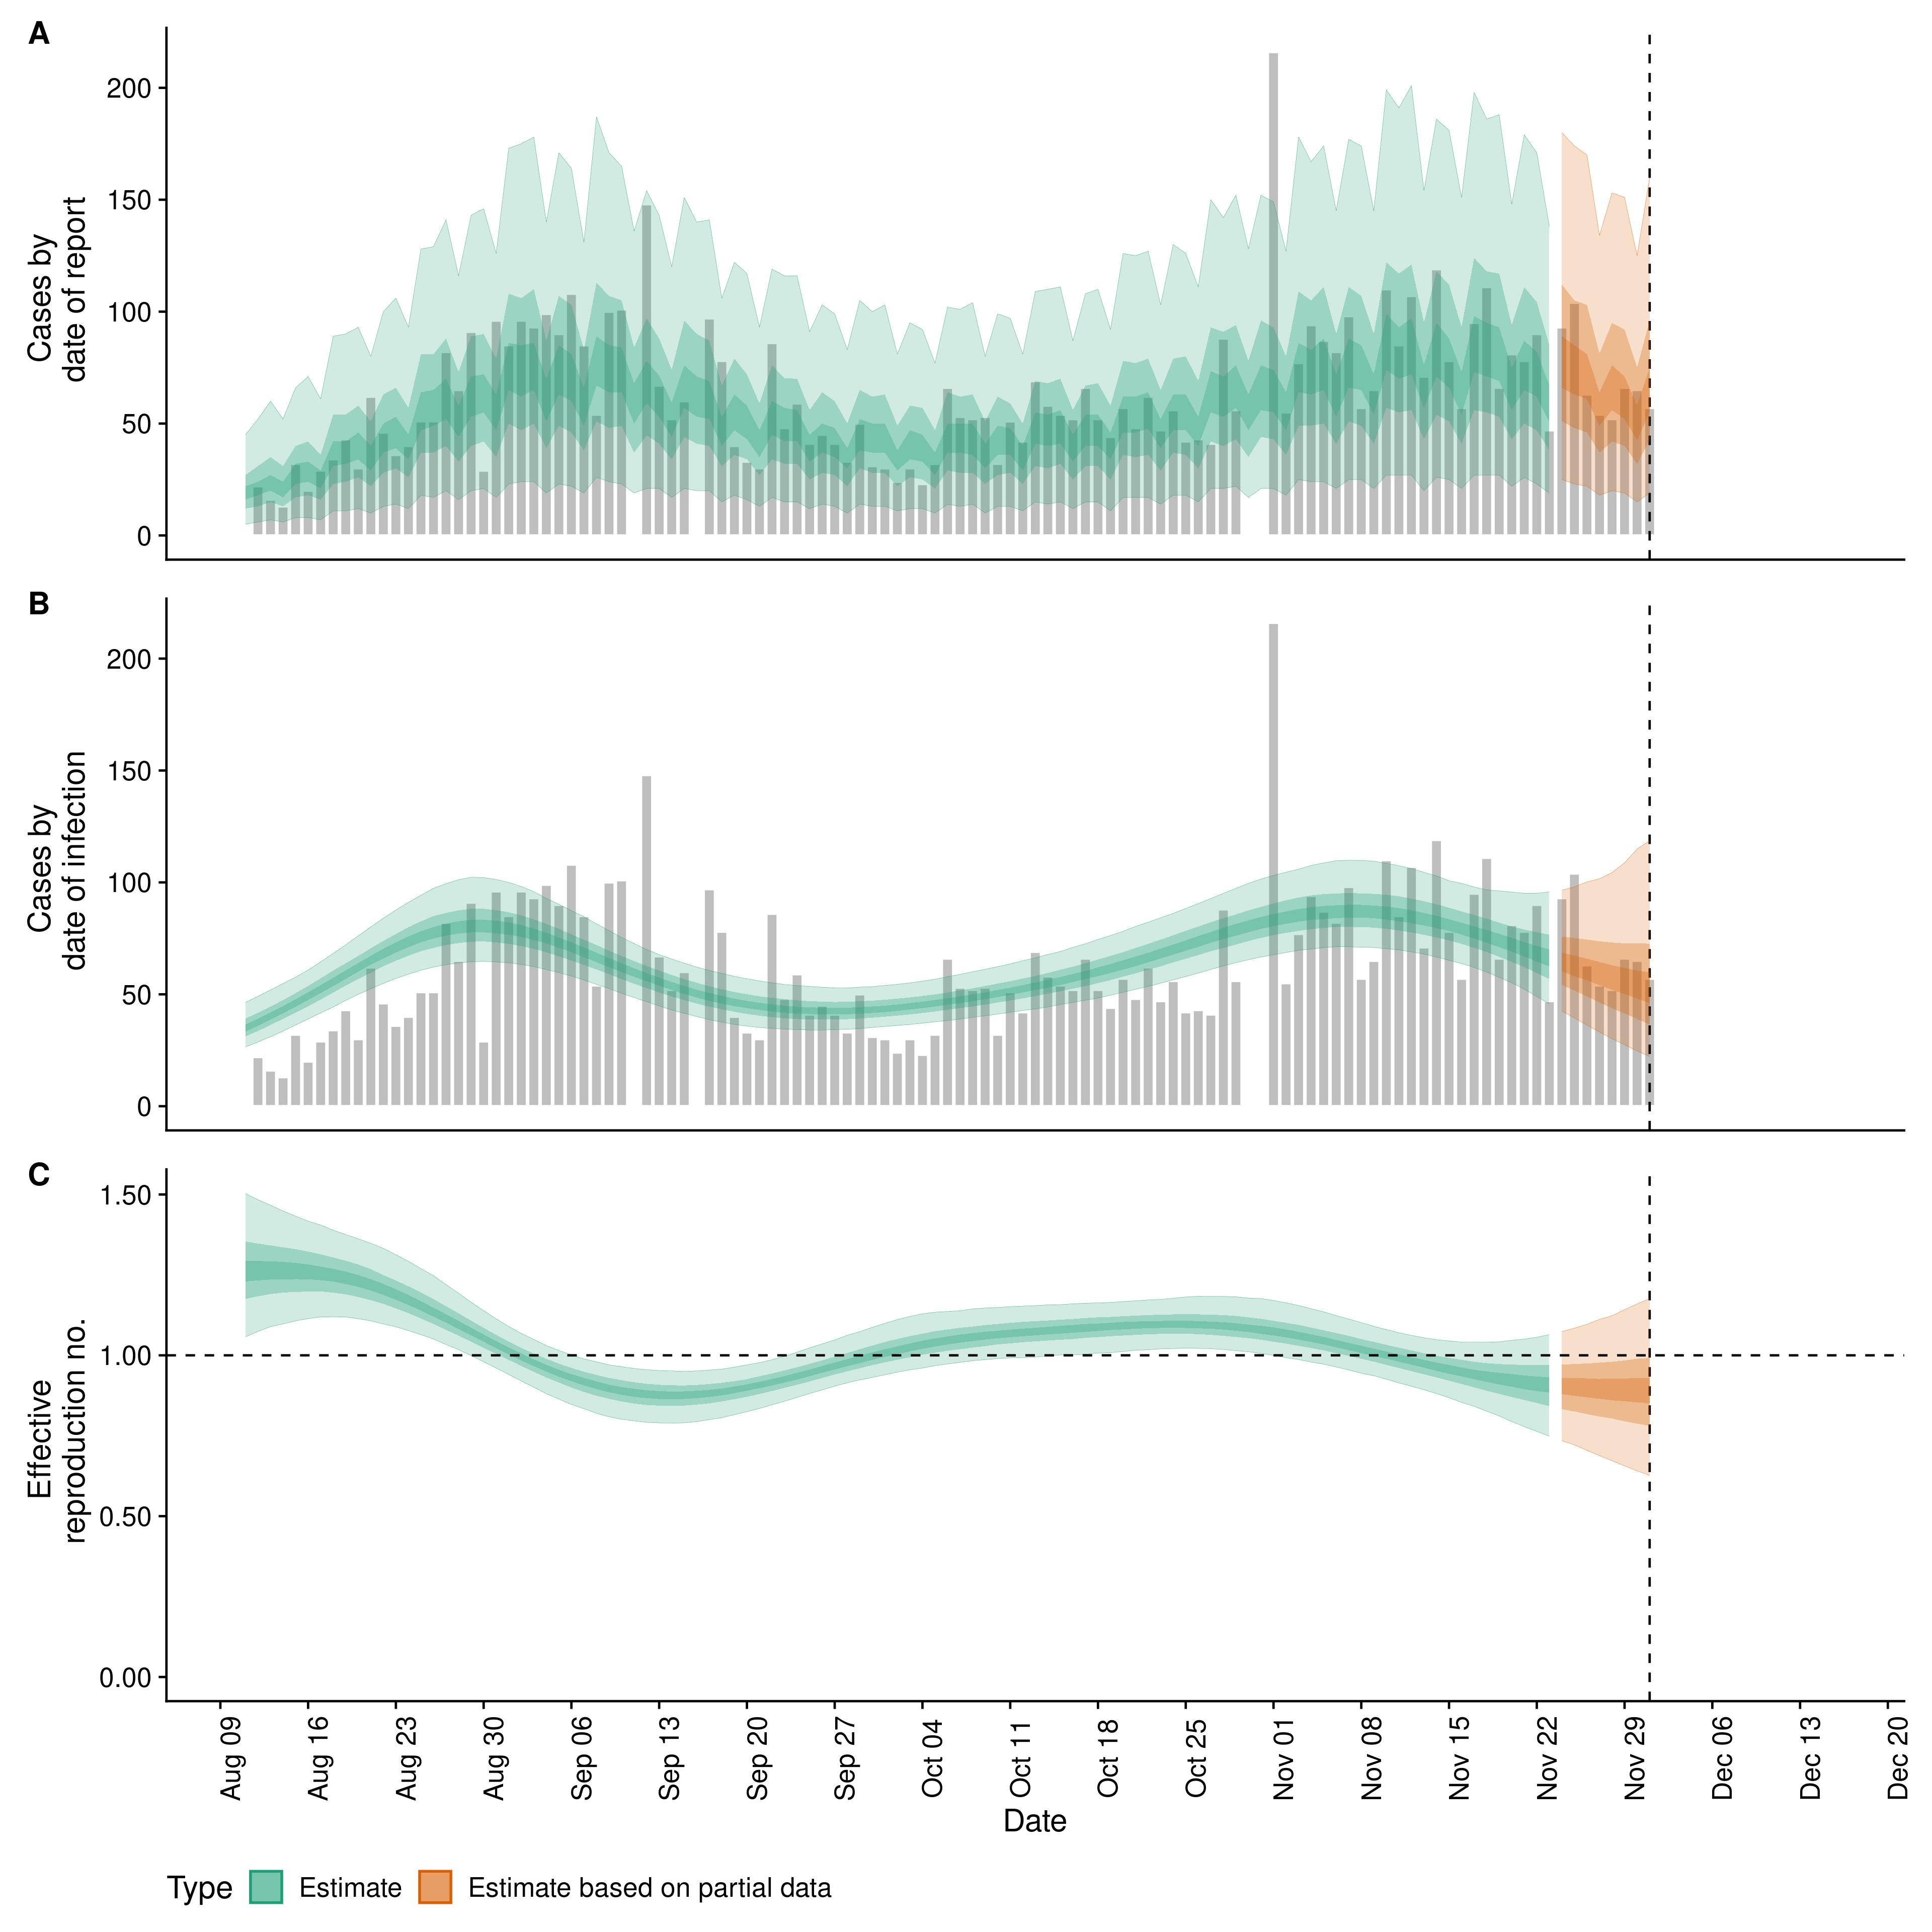 A
Cases by
date of report
200
150
100
50
0
B
Cases by
date of infection
200
150
100
50
0
C
Effective
reproduction no.
1.50
1.00
0.50
0.00
Aug 09
Aug 16
Aug 23
Aug 30
Sep 06
Sep 13
Sep 20
Sep 27
Oct 04
Oct 11
Oct 18
Oct 25
Nov 01
Nov 08
Nov 15
Nov 22
Nov 29
Dec 06
Dec 13
Dec 20
Date
Type Estimate Estimate based on partial data